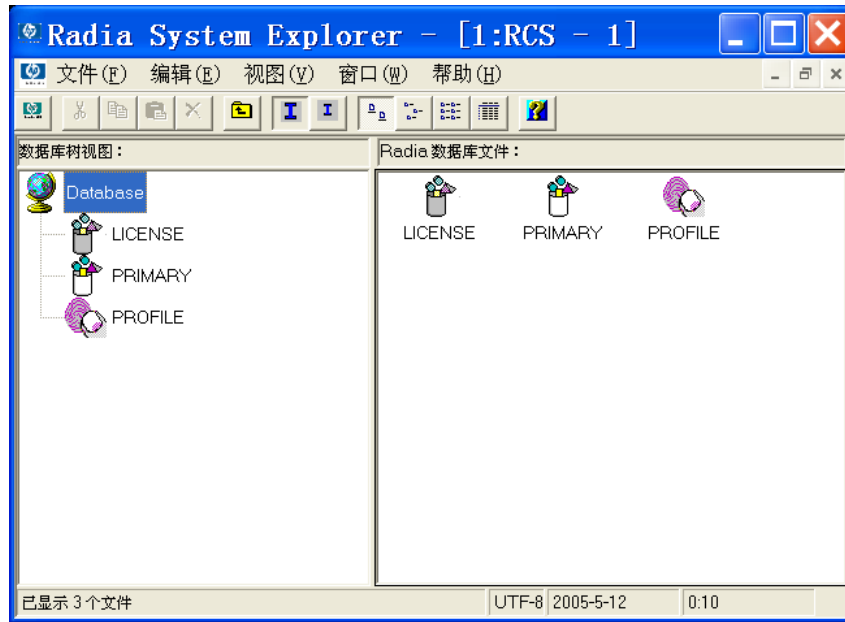 Radia System Explorer - [1:RCS - 1]
文件(F) 编辑(E) 视图(V) 窗口(W) 帮助(H)
数据库树视图：
Radia 数据库文件：
Database
LICENSE
PRIMARY
PROFILE
LICENSE PRIMARY PROFILE
已显示 3 个文件 UTF-8 2005-5-12 0:10